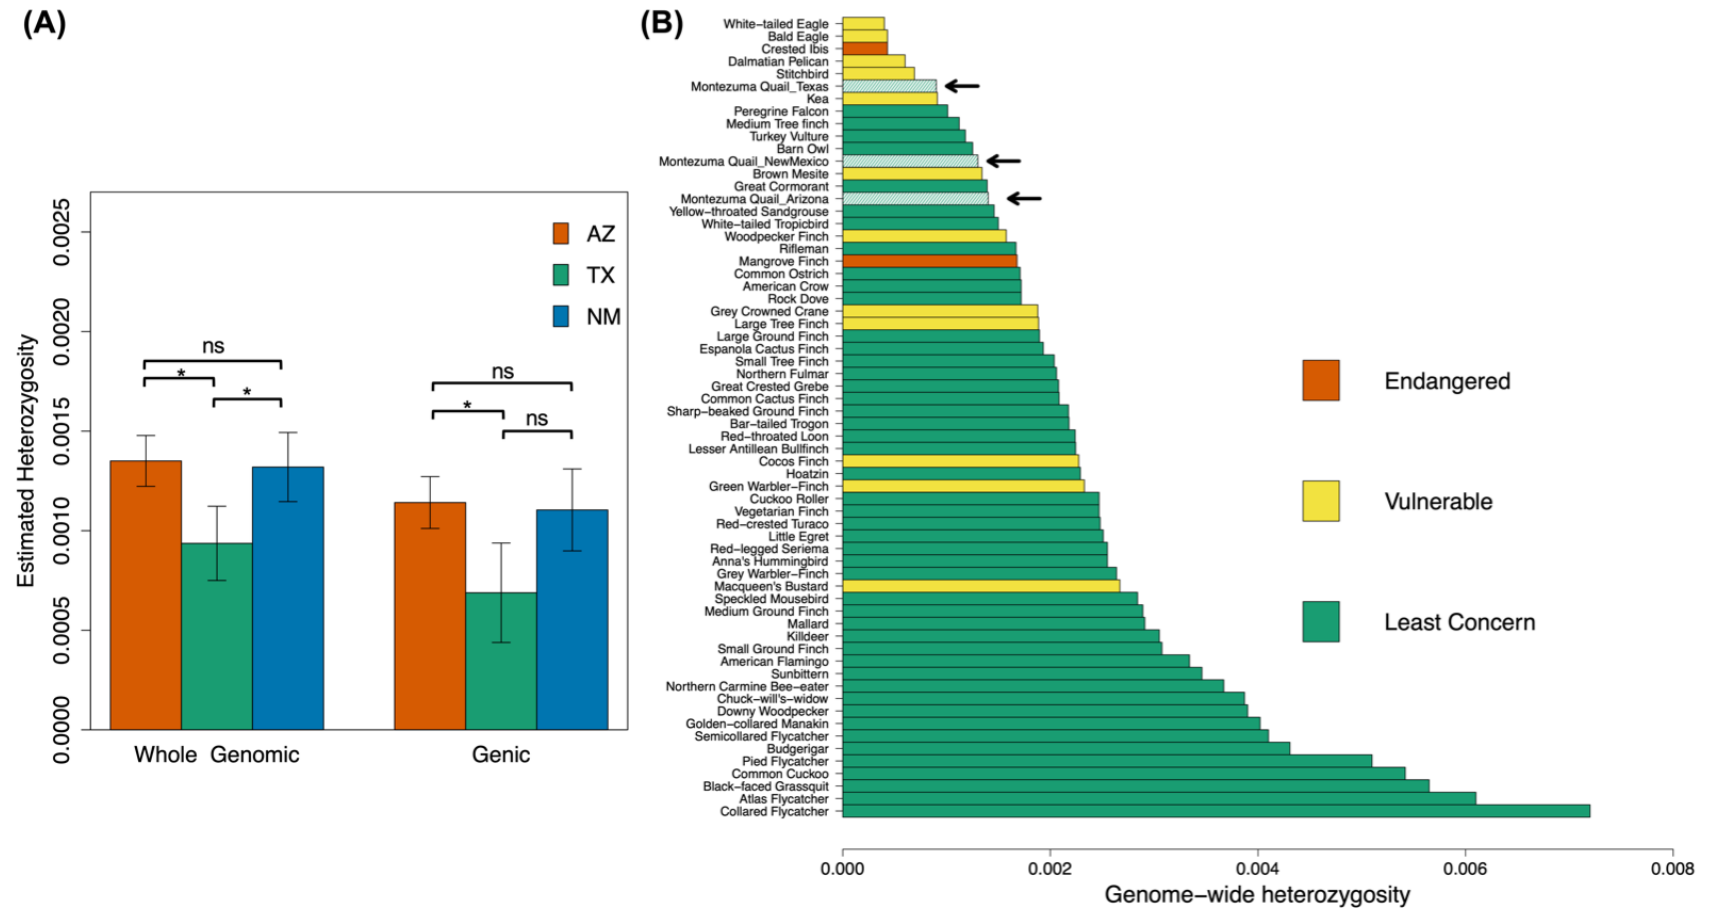 (A)
Estimated Heterozygosity
0.0000
0.0005
0.0010
0.0015
0.0020
0.0025
AZ
TX
NM
ns
*
*
ns
*
ns
Whole Genomic
Genic
(B)
White-tailed Eagle
Bald Eagle
Crested Ibis
Dalmatian Pelican
Stitchbird
Montezuma Quail_Texas
Kea
Peregrine Falcon
Medium Tree finch
Turkey Vulture
Barn Owl
Montezuma Quail_NewMexico
Brown Mesite
Great Cormorant
Montezuma Quail_Arizona
Yellow-throated Sandgrouse
White-tailed Tropicbird
Woodpecker Finch
Rifleman
Mangrove Finch
Common Ostrich
American Crow
Rock Dove
Grey Crowned Crane
Large Tree Finch
Large Ground Finch
Espanola Cactus Finch
Small Tree Finch
Northern Fulmar
Great Crested Grebe
Common Cactus Finch
Sharp-beaked Ground Finch
Bar-tailed Trogon
Red-throated Loon
Lesser Antillean Bullfinch
Cocos Finch
Hoatzin
Green Warbler-Finch
Cuckoo Roller
Vegetarian Finch
Red-crested Turaco
Little Egret
Red-legged Seriema
Anna's Hummingbird
Grey Warbler-Finch
Macqueen's Bustard
Speckled Mousebird
Medium Ground Finch
Mallard
Killdeer
Small Ground Finch
American Flamingo
Sunbittern
Northern Carmine Bee-eater
Chuck-will's-widow
Downy Woodpecker
Golden-collared Manakin
Semicollared Flycatcher
Budgerigar
Pied Flycatcher
Common Cuckoo
Black-faced Grassquit
Atlas Flycatcher
Collared Flycatcher
Endangered
Vulnerable
Least Concern
0.000
0.002
0.004
0.006
0.008
Genome-wide heterozygosity